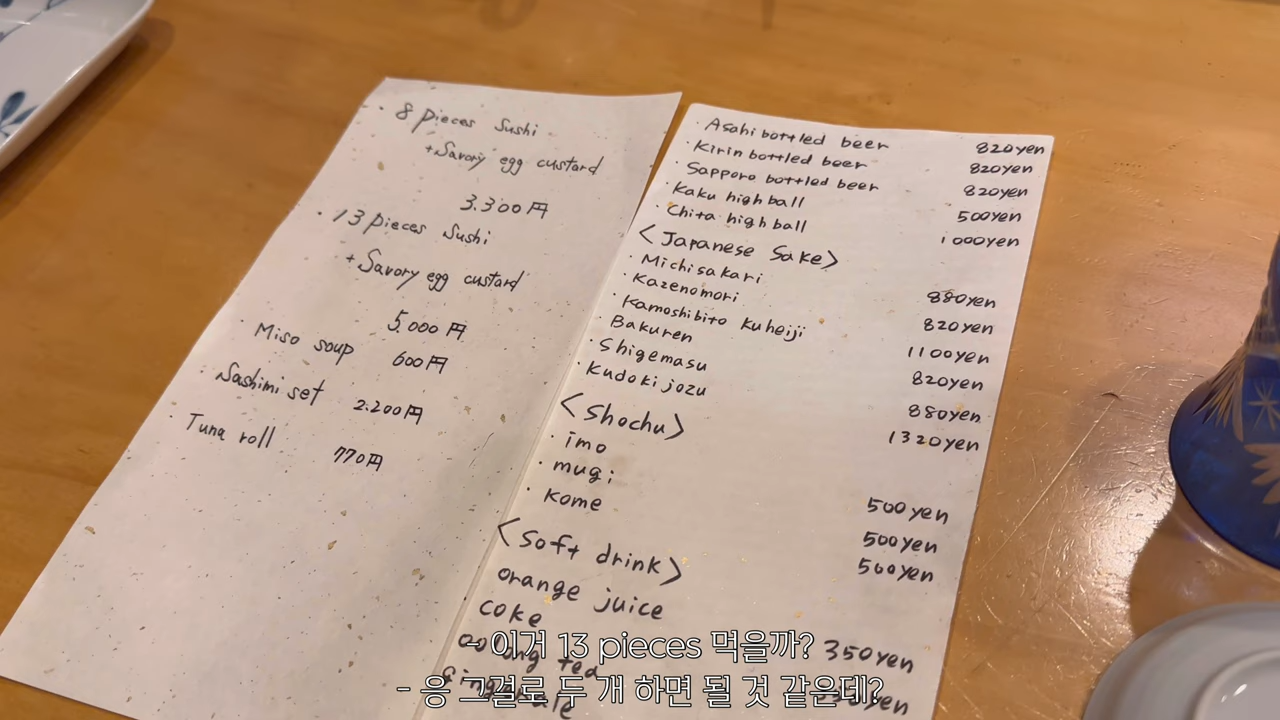 · 8 pieces Sushi
+Savory egg custard
3.300円
· 13 pieces Sushi
+Savory egg custard
5.000円
· Miso soup 600円
· Sashimi set 2.200円
· Tuna roll 770円
· Asahi bottled beer 820yen
· Kirin bottled beer 820yen
· Sapporo bottled beer 820yen
· Kaku high ball 500yen
· Chita high ball 1000yen
<Japanese Sake>
· Michisakari 880yen
· Kazenomori 820yen
· Kamoshibito Kuheiji 1100yen
· Bakuren 820yen
· Shigemasu 880yen
· Kudoki jozu 1320yen
<Shochu>
· imo 500yen
· mugi 500yen
· Kome 500yen
<Soft drink>
orange juice 350yen
coke
- 이거 13 pieces 먹을까?
- 응 그걸로 두 개 하면 될 것 같은데?